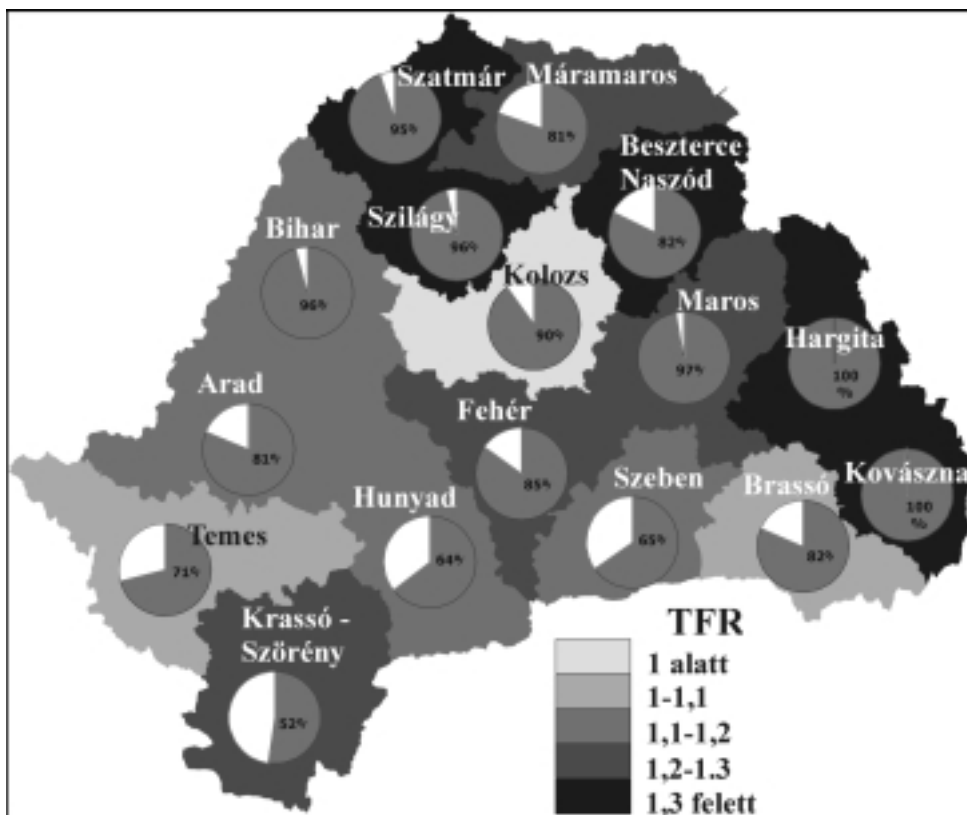 Szatmár
95%
Máramaros
81%
Beszterce
Naszód
82%
Szilágy
96%
Bihar
96%
Kolozs
90%
Maros
97%
Hargita
100
%
Arad
81%
Fehér
85%
Szeben
65%
Brassó
82%
Kovászna
100
%
Hunyad
64%
Temes
71%
Krassó -
Szörény
52%
TFR
1 alatt
1-1,1
1,1-1,2
1,2-1.3
1,3 felett